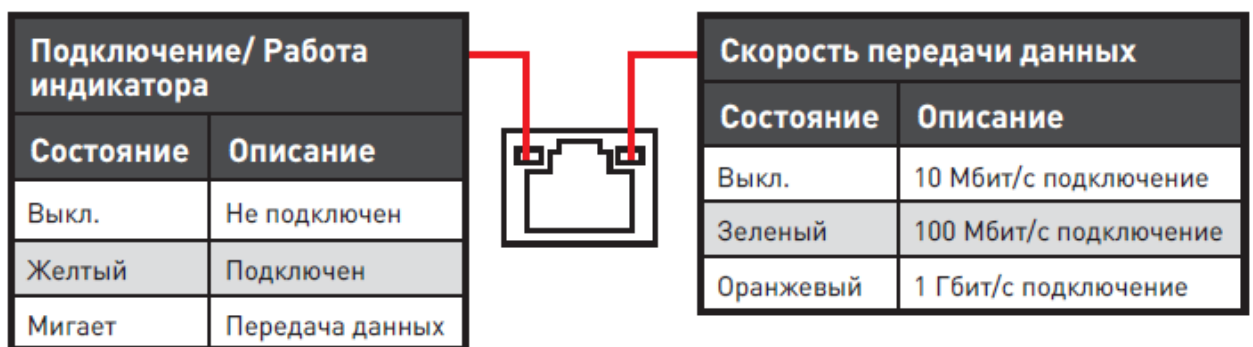 Подключение/ Работа
индикатора
Состояние Описание
Выкл. Не подключен
Желтый Подключен
Мигает Передача данных
Скорость передачи данных
Состояние Описание
Выкл. 10 Мбит/с подключение
Зеленый 100 Мбит/с подключение
Оранжевый 1 Гбит/с подключение